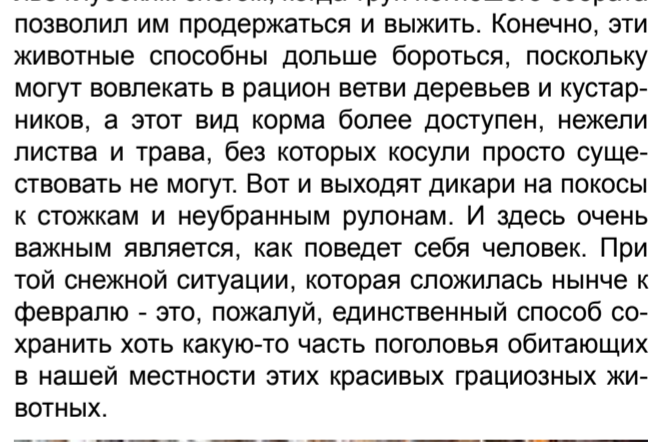 позволил им продержаться и выжить. Конечно, эти
животные способны дольше бороться, поскольку
могут вовлекать в рацион ветви деревьев и кустар-
ников, а этот вид корма более доступен, нежели
листва и трава, без которых косули просто суще-
ствовать не могут. Вот и выходят дикари на покосы
к стожкам и неубранным рулонам. И здесь очень
важным является, как поведет себя человек. При
той снежной ситуации, которая сложилась нынче к
февралю - это, пожалуй, единственный способ со-
хранить хоть какую-то часть поголовья обитающих
в нашей местности этих красивых грациозных жи-
вотных.